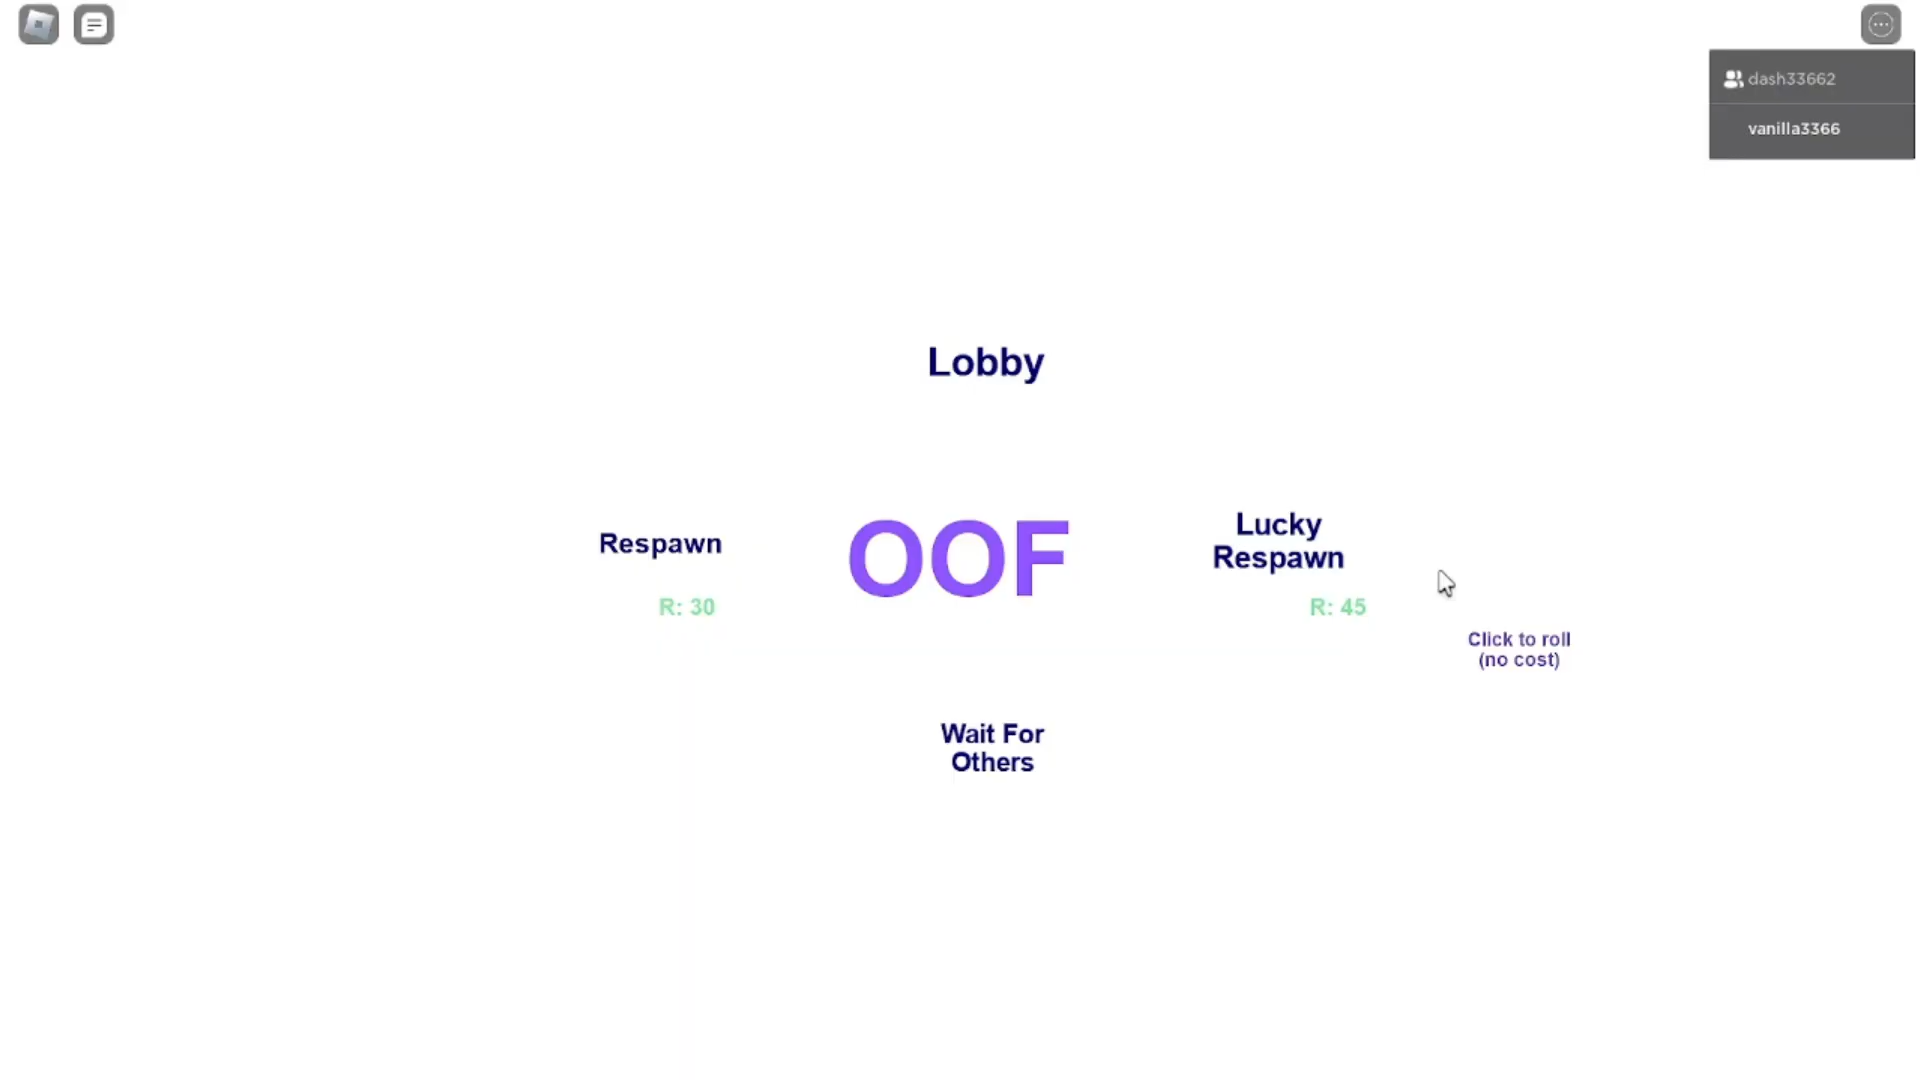 dash33662
vanilla3366
Lobby
Respawn
OOF
Lucky
Respawn
R: 30
R: 45
Click to roll
(no cost)
Wait For
Others